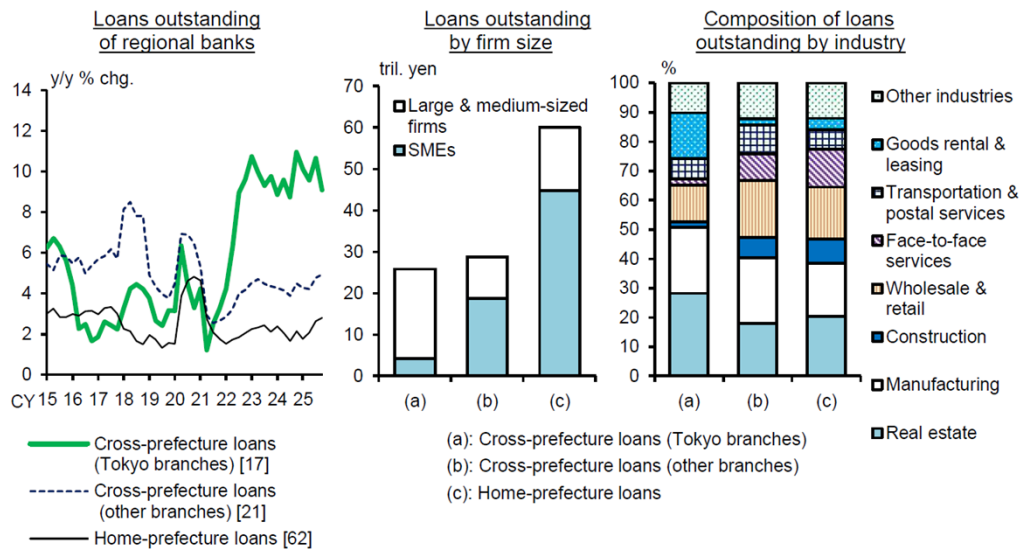 Loans outstanding
of regional banks
y/y % chg.
14
12
10
8
6
4
2
0
CY
15 16 17 18 19 20 21 22 23 24 25
Cross-prefecture loans
(Tokyo branches) [17]
Cross-prefecture loans
(other branches) [21]
Home-prefecture loans [62]
Loans outstanding
by firm size
tril. yen
70
60
50
40
30
20
10
0
Large & medium-sized
firms
SMEs
(a) (b) (c)
Composition of loans
outstanding by industry
%
100
90
80
70
60
50
40
30
20
10
0
(a) (b) (c)
Other industries
Goods rental &
leasing
Transportation &
postal services
Face-to-face
services
Wholesale &
retail
Construction
Manufacturing
Real estate
(a): Cross-prefecture loans (Tokyo branches)
(b): Cross-prefecture loans (other branches)
(c): Home-prefecture loans